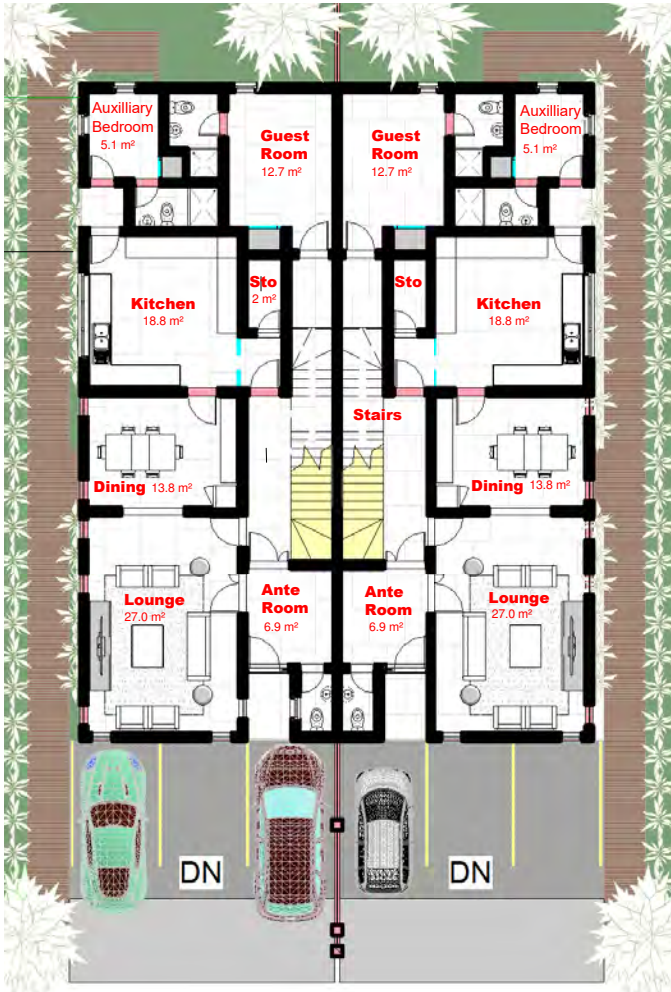 Auxilliary
Bedroom
5.1 m²
Guest
Room
12.7 m²
Guest
Room
12.7 m²
Auxilliary
Bedroom
5.1 m²
Kitchen
18.8 m²
Sto
2 m²
Sto
Kitchen
18.8 m²
Stairs
Dining 13.8 m²
Dining 13.8 m²
Lounge
27.0 m²
Ante
Room
6.9 m²
Ante
Room
6.9 m²
Lounge
27.0 m²
DN
DN